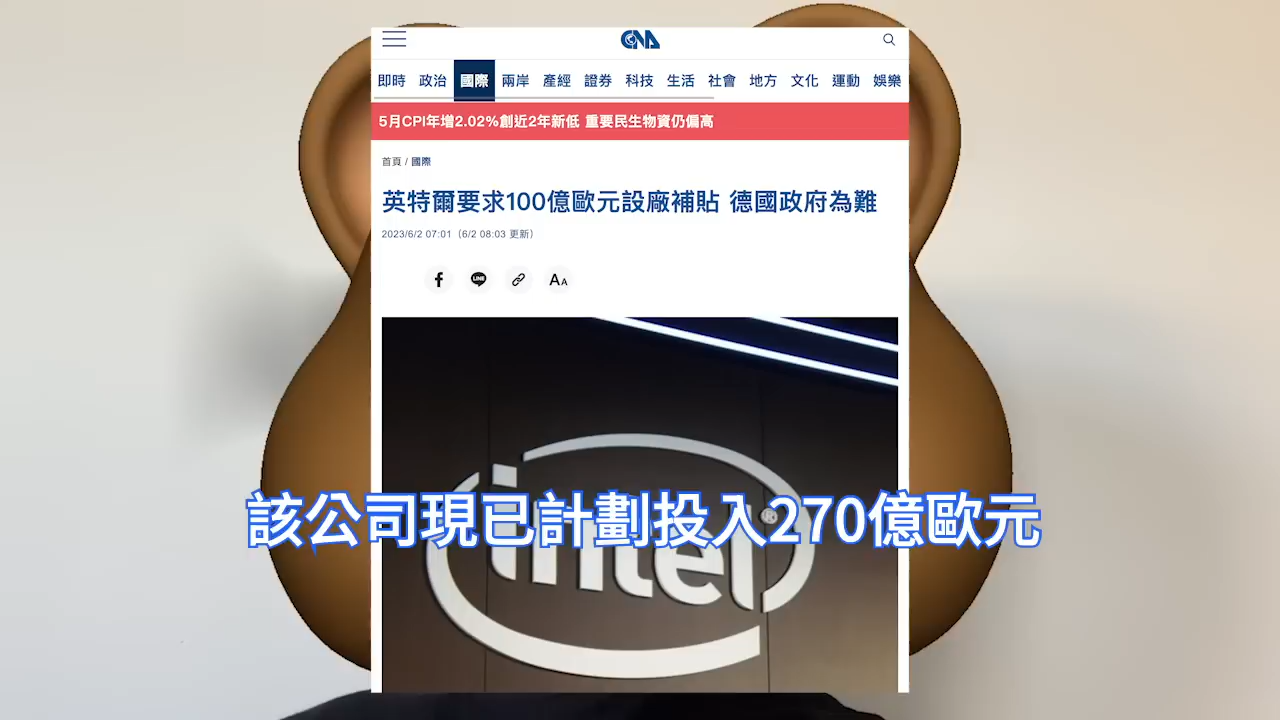 CNA
即時 政治 國際 兩岸 產經 證券 科技 生活 社會 地方 文化 運動 娛樂
5月CPI年增2.02%創近2年新低 重要民生物資仍偏高
首頁 / 國際
英特爾要求100億歐元設廠補貼 德國政府為難
2023/6/2 07:01（6/2 08:03 更新）
f LINE AA
intel®
該公司現已計劃投入270億歐元